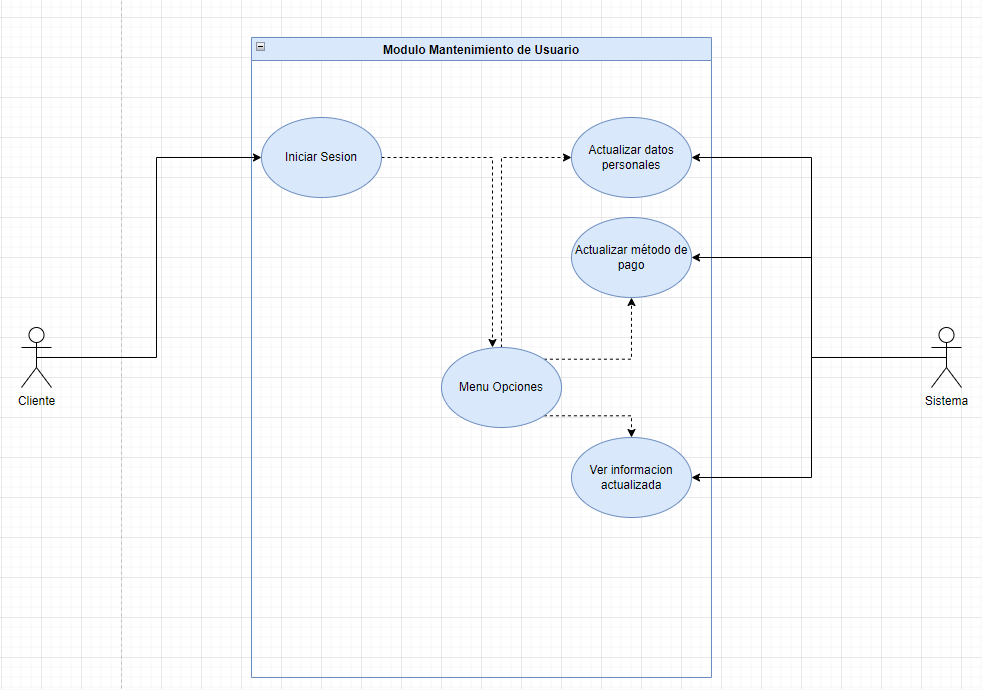 Modulo Mantenimiento de Usuario
Iniciar Sesion
Actualizar datos
personales
Actualizar método de
pago
Menu Opciones
Cliente
Sistema
Ver informacion
actualizada